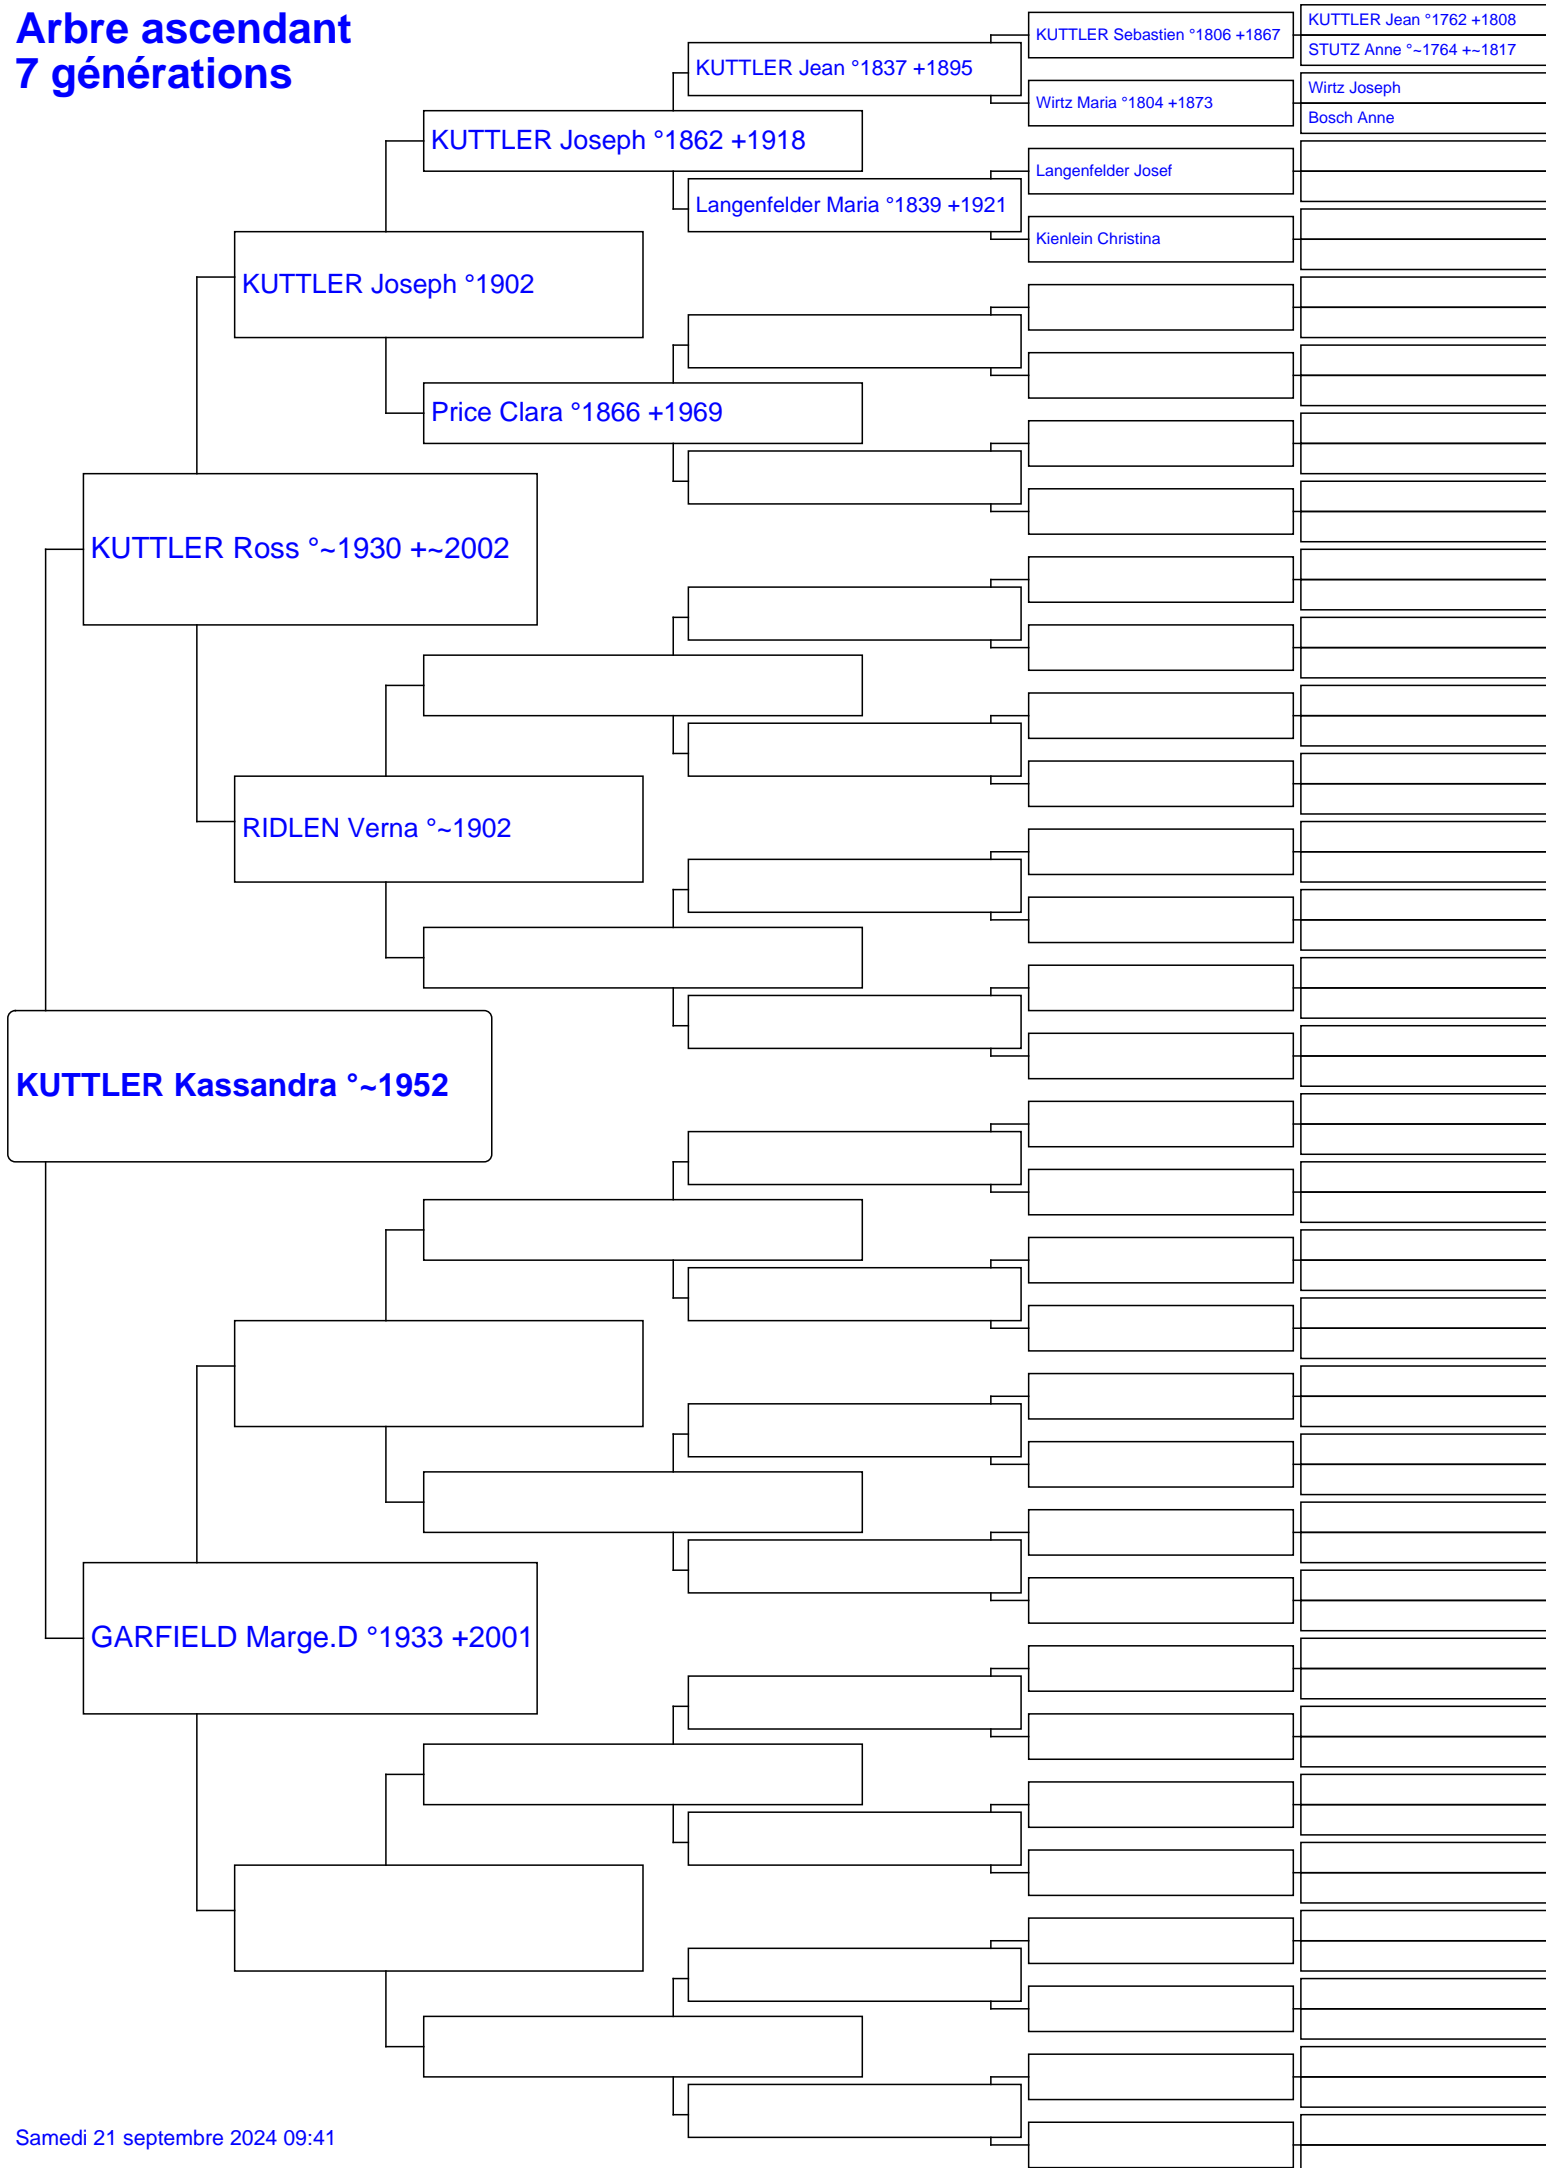 Arbre ascendant
7 générations
KUTTLER Jean °1762 +1808
KUTTLER Sebastien °1806 +1867
STUTZ Anne °~1764 +~1817
KUTTLER Jean °1837 +1895
Wirtz Joseph
Wirtz Maria °1804 +1873
Bosch Anne
KUTTLER Joseph °1862 +1918
Langenfelder Josef
Langenfelder Maria °1839 +1921
Kienlein Christina
KUTTLER Joseph °1902
Price Clara °1866 +1969
KUTTLER Ross °~1930 +~2002
RIDLEN Verna °~1902
KUTTLER Kassandra °~1952
GARFIELD Marge.D °1933 +2001
Samedi 21 septembre 2024 09:41